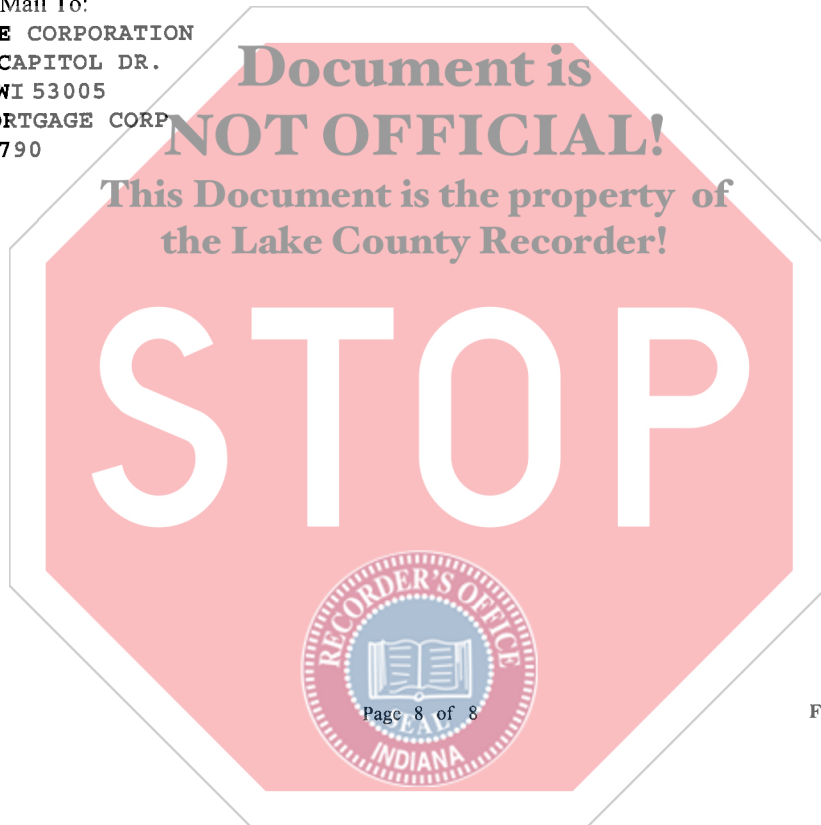 Mail To:
E CORPORATION
CAPITOL DR.
WI 53005
ORTGAGE CORP
790
Document is
NOT OFFICIAL!
This Document is the property of
the Lake County Recorder!
STOP
RECORDER'S OFFICE
SEAL
INDIANA
Page 8 of 8
F